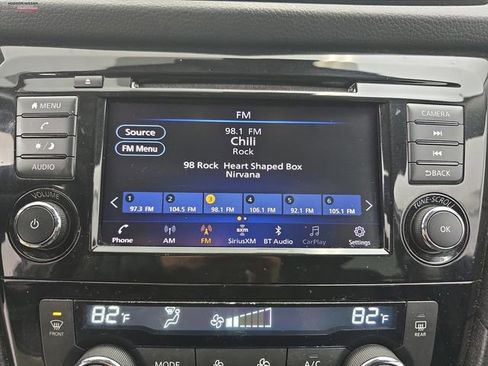 MENU
AUDIO
VOLUME
FM
Source
FM Menu
98.1 FM
Chili
Rock
98 Rock Heart Shaped Box
Nirvana
1 2 3 4 5 6
97.3 FM 104.5 FM 98.1 FM 106.1 FM 92.1 FM 105.1 FM
Phone AM FM SiriusXM BT Audio CarPlay Settings
sxm
CAMERA
BACK
TUNE·SCROLL
OK
82°F 82°F
FRONT
REAR
MODE
A/C